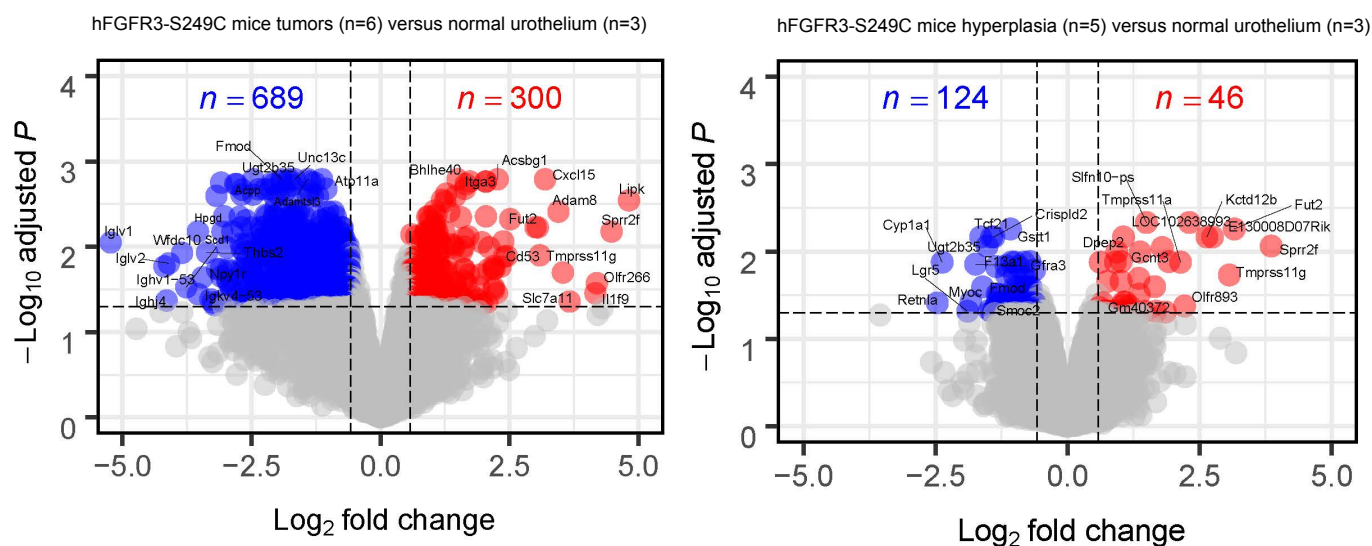 hFGFR3-S249C mice tumors (n=6) versus normal urothelium (n=3)
n = 689
n = 300
Fmod
Unc13c
Ugt2b35
Acpp
Atp11a
Adamtsl3
Hpgd
Iglv1
Wfdc10
Scd1
Thbs2
Iglv2
Npy1r
Ighv1−53
Igkv4−53
Ighj4
Bhlhe40
Acsbg1
Itga3
Cxcl15
Adam8
Lipk
Fut2
Sprr2f
Cd53
Tmprss11g
Olfr266
Slc7a11
Il1f9
−Log10 adjusted P
4
3
2
1
0
−5.0
−2.5
0.0
2.5
5.0
Log2 fold change
hFGFR3-S249C mice hyperplasia (n=5) versus normal urothelium (n=3)
n = 124
n = 46
Cyp1a1
Tcf21
Crispld2
Ugt2b35
Gstt1
Lgr5
F13a1
Gfra3
Retnla
Myoc
Fmod
Smoc2
Slfn10−ps
Tmprss11a
Kctd12b
LOC102638993
Fut2
E130008D07Rik
Dpep2
Gcnt3
Sprr2f
Tmprss11g
Olfr893
Gm40372
−Log10 adjusted P
4
3
2
1
0
−5.0
−2.5
0.0
2.5
5.0
Log2 fold change